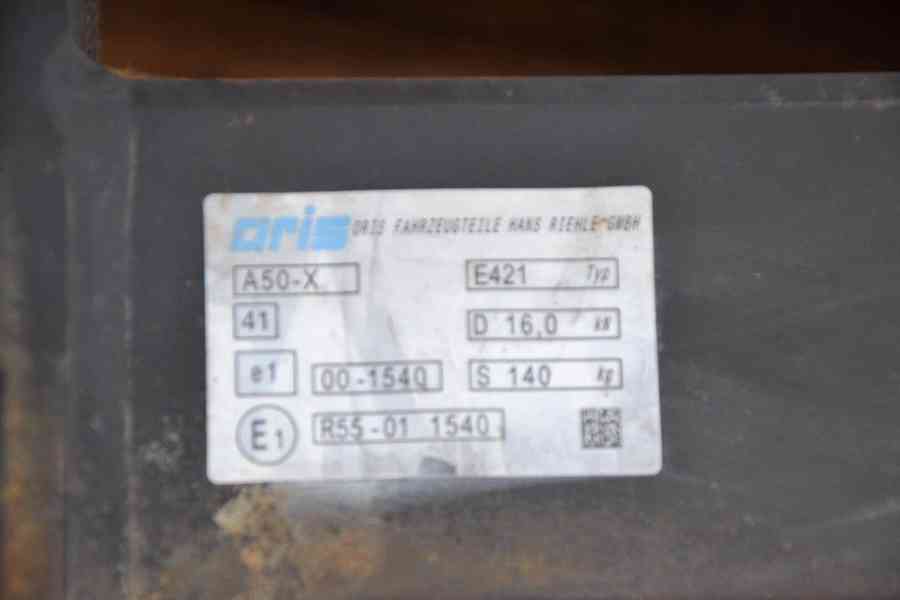 oris ORIS FAHRZEUGTEILE HANS RIEHLE GMBH
A50-X E421 Typ
41 D 16,0 kN
e1 00-1540 S 140 kg
E1 R55-01 1540